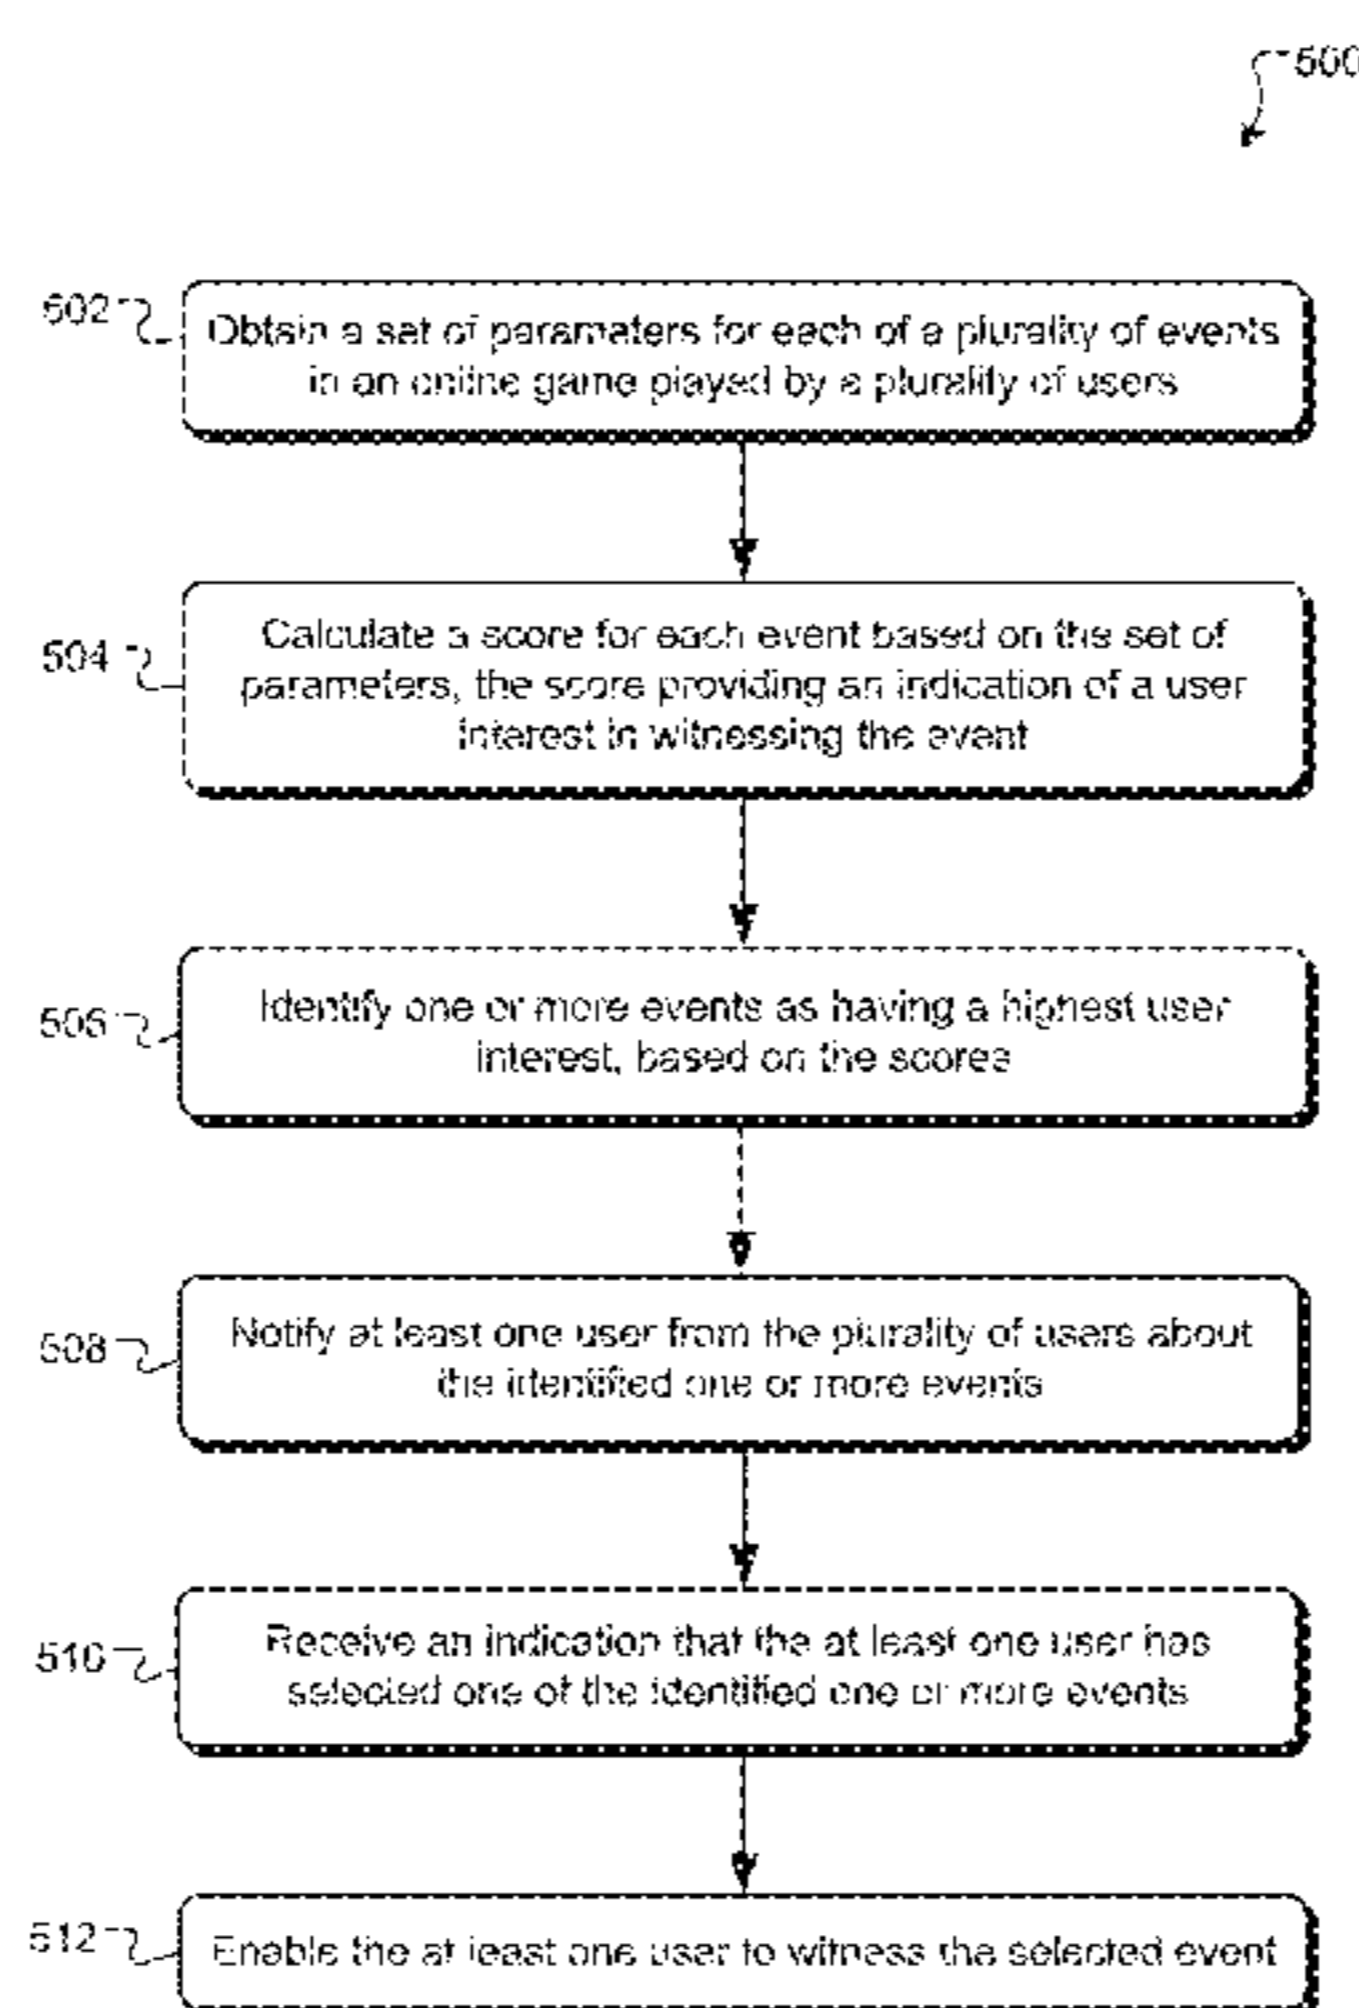 500
502
Obtain a set of parameters for each of a plurality of events
in an online game played by a plurality of users
504
Calculate a score for each event based on the set of
parameters, the score providing an indication of a user
interest in witnessing the event
506
Identify one or more events as having a highest user
interest, based on the scores
508
Notify at least one user from the plurality of users about
the identified one or more events
510
Receive an indication that the at least one user has
selected one of the identified one or more events
512
Enable the at least one user to witness the selected event